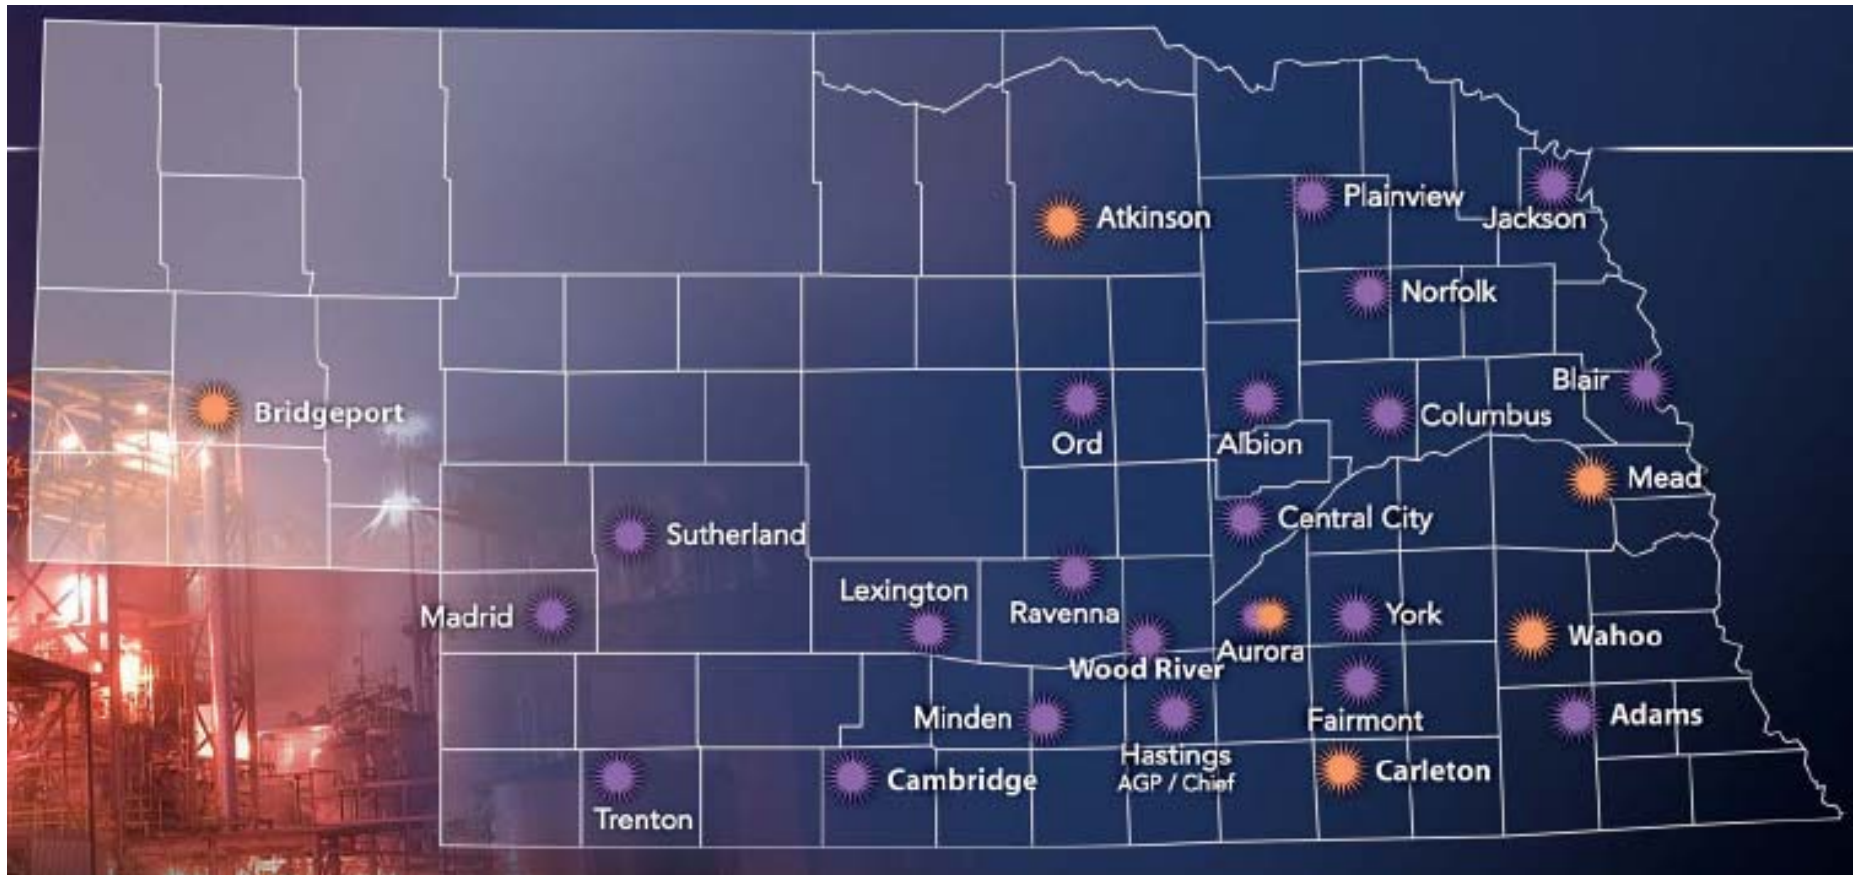 Plainview
Jackson
Atkinson
Norfolk
Blair
Bridgeport
Columbus
Ord
Albion
Mead
Central City
Sutherland
Lexington
Madrid
Ravenna
York
Wahoo
Aurora
Wood River
Minden
Fairmont
Adams
Hastings
AGP / Chief
Carleton
Cambridge
Trenton